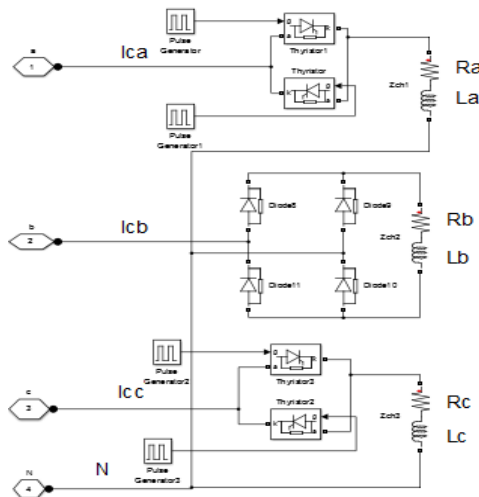 Pulse
Generator
g
a
k
Thyristor1
a
1
Ica
Thyristor
g
k
a
Zch1
Ra
La
Pulse
Generator1
Diode8
Diode9
b
2
Icb
Zch2
Rb
Lb
Diode11
Diode10
Pulse
Generator2
g
a
k
Thyristor3
c
3
Icc
Thyristor2
g
k
a
Zch3
Rc
Lc
Pulse
Generator3
N
4
N